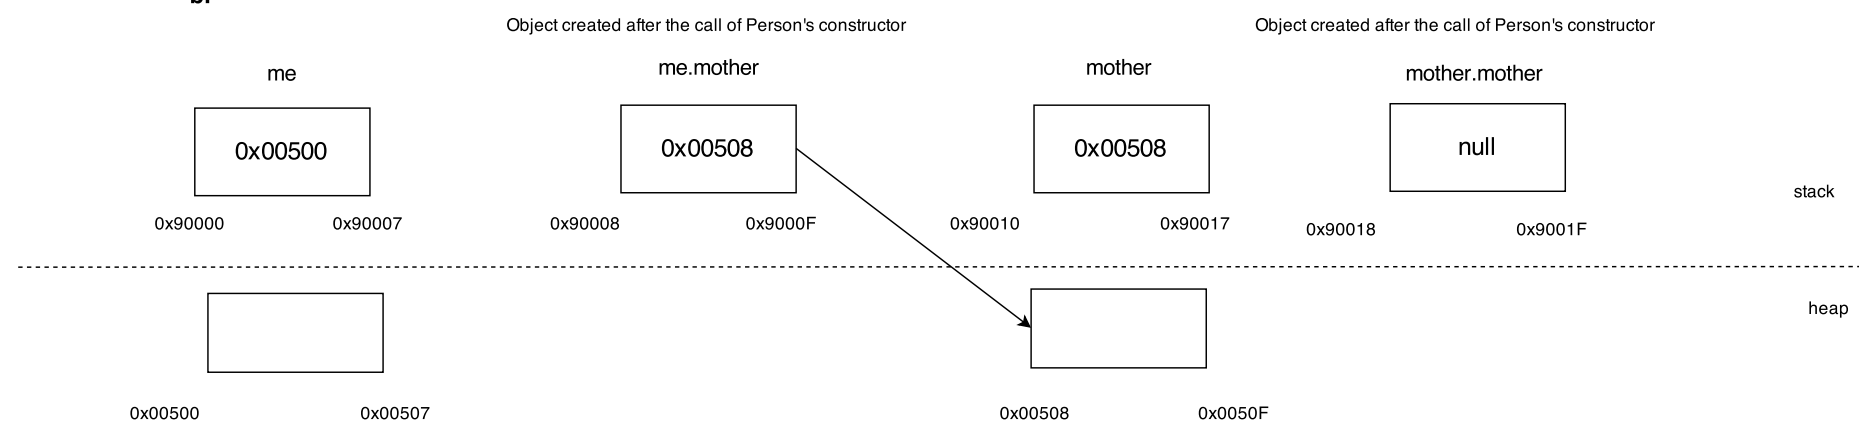 Object created after the call of Person's constructor
Object created after the call of Person's constructor
me
me.mother
mother
mother.mother
0x00500
0x00508
0x00508
null
stack
0x90000
0x90007
0x90008
0x9000F
0x90010
0x90017
0x90018
0x9001F
heap
0x00500
0x00507
0x00508
0x0050F